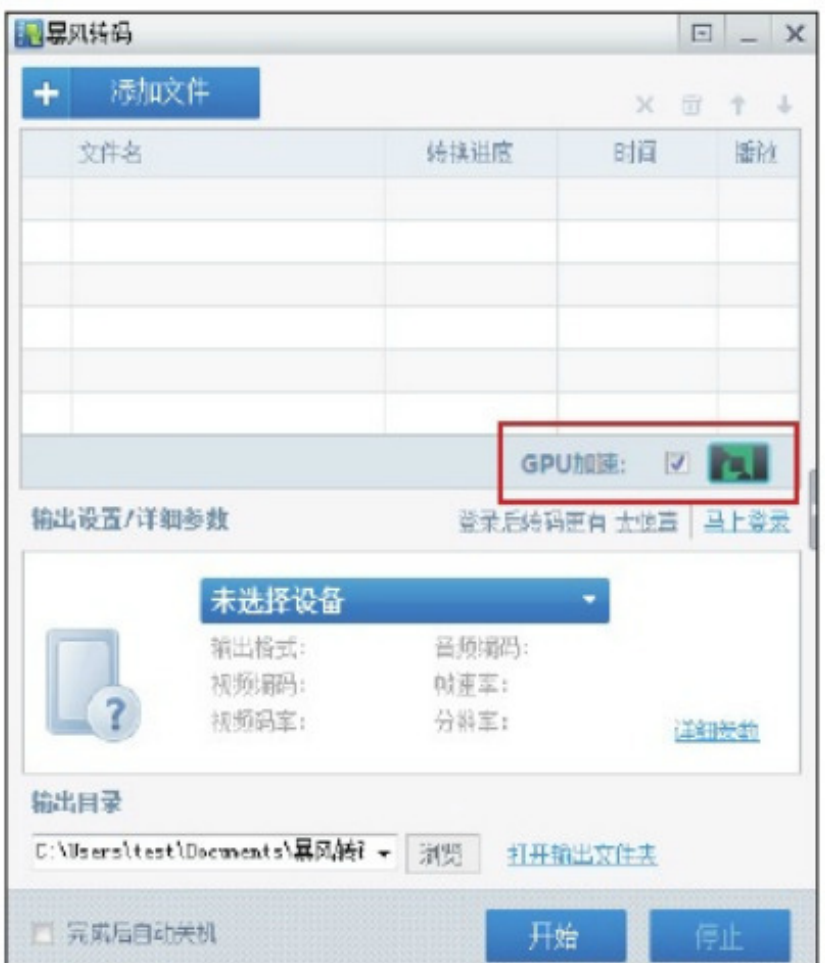 暴风转码
添加文件
文件名 转换进度 时间 播放
GPU加速:
输出设置/详细参数 登录后转码更有 大惊喜 马上登录
未选择设备
输出格式: 音频编码:
视频编码: 帧速率:
视频码率: 分辨率:
详细参数
输出目录
C:\Users\test\Documents\暴风转 浏览 打开输出文件夹
完成后自动关机 开始 停止